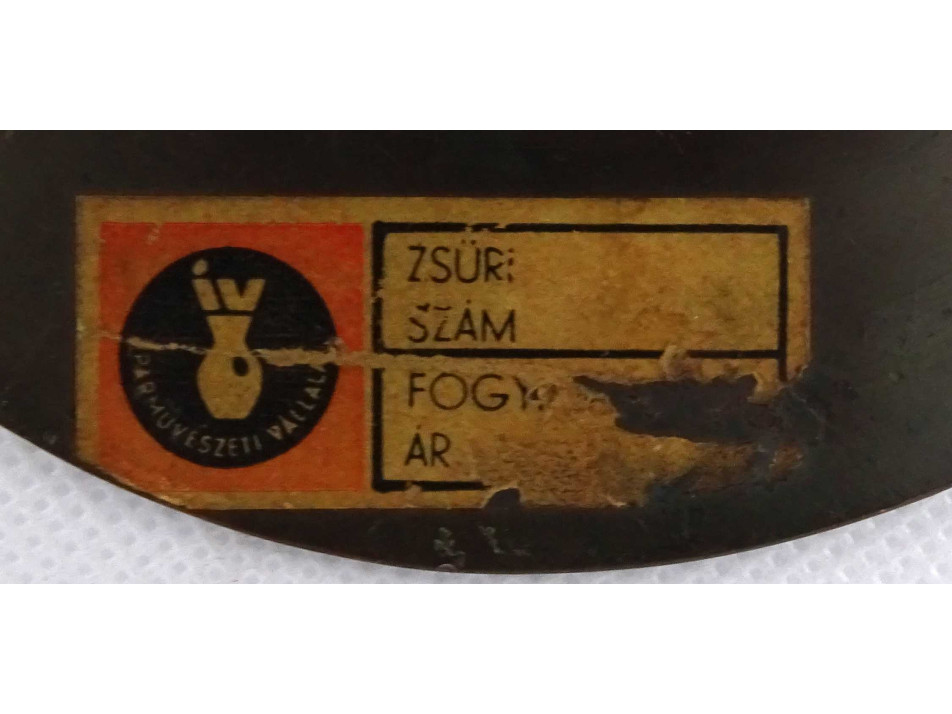 iv
PARMŰVÉSZETI VÁLLALA
ZSŰRI
SZÁM
FOGY.
ÁR